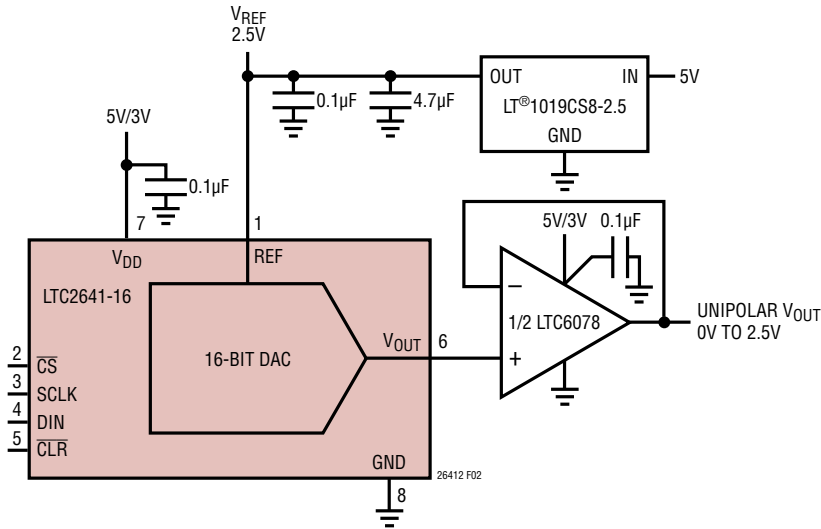 VREF
2.5V
OUT
IN
5V
LT®1019CS8-2.5
GND
0.1µF
4.7µF
5V/3V
0.1µF
7
1
VDD
REF
LTC2641-16
16-BIT DAC
VOUT
6
2
CS
3
SCLK
4
DIN
5
CLR
GND
8
26412 F02
5V/3V
0.1µF
−
1/2 LTC6078
+
UNIPOLAR VOUT
0V TO 2.5V